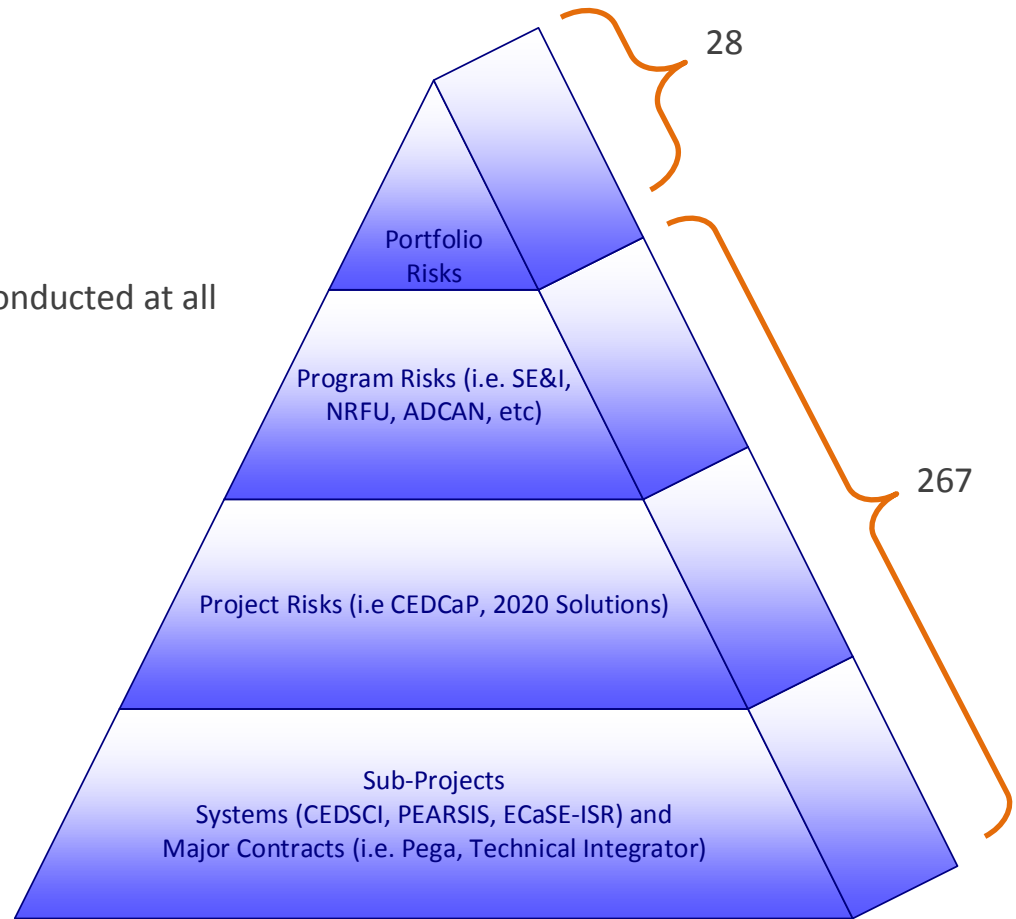 28
Portfolio
Risks
onducted at all
Program Risks (i.e. SE&I,
NRFU, ADCAN, etc)
267
Project Risks (i.e CEDCaP, 2020 Solutions)
Sub-Projects
Systems (CEDSCI, PEARSIS, ECaSE-ISR) and
Major Contracts (i.e. Pega, Technical Integrator)